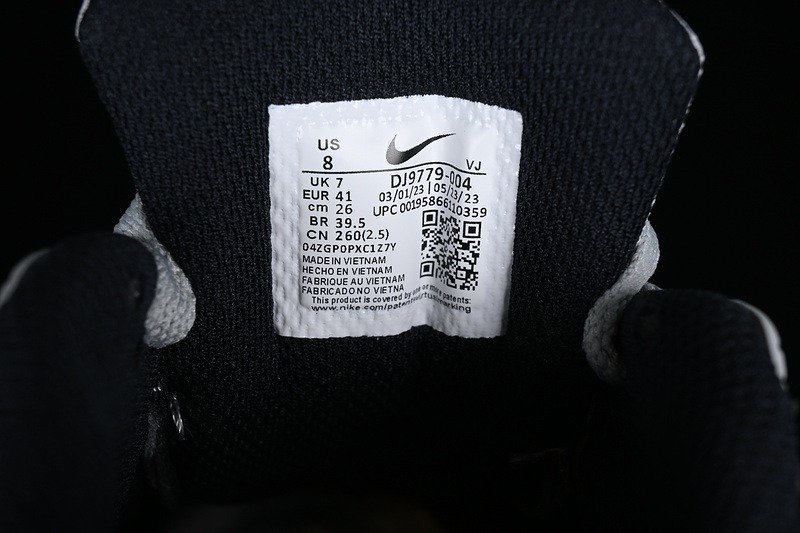 US
8
VJ
UK 7
EUR 41
cm 26
BR 39.5
CN 260(2.5)
DJ9779-004
03/01/23 | 05/23/23
UPC 00195866110359
04ZGP0PXC1Z7Y
MADE IN VIETNAM
HECHO EN VIETNAM
FABRIQUE AU VIETNAM
FABRICADO NO VIETNA
This product is covered by one or more patents:
www.nike.com/patentsvirtualmarking